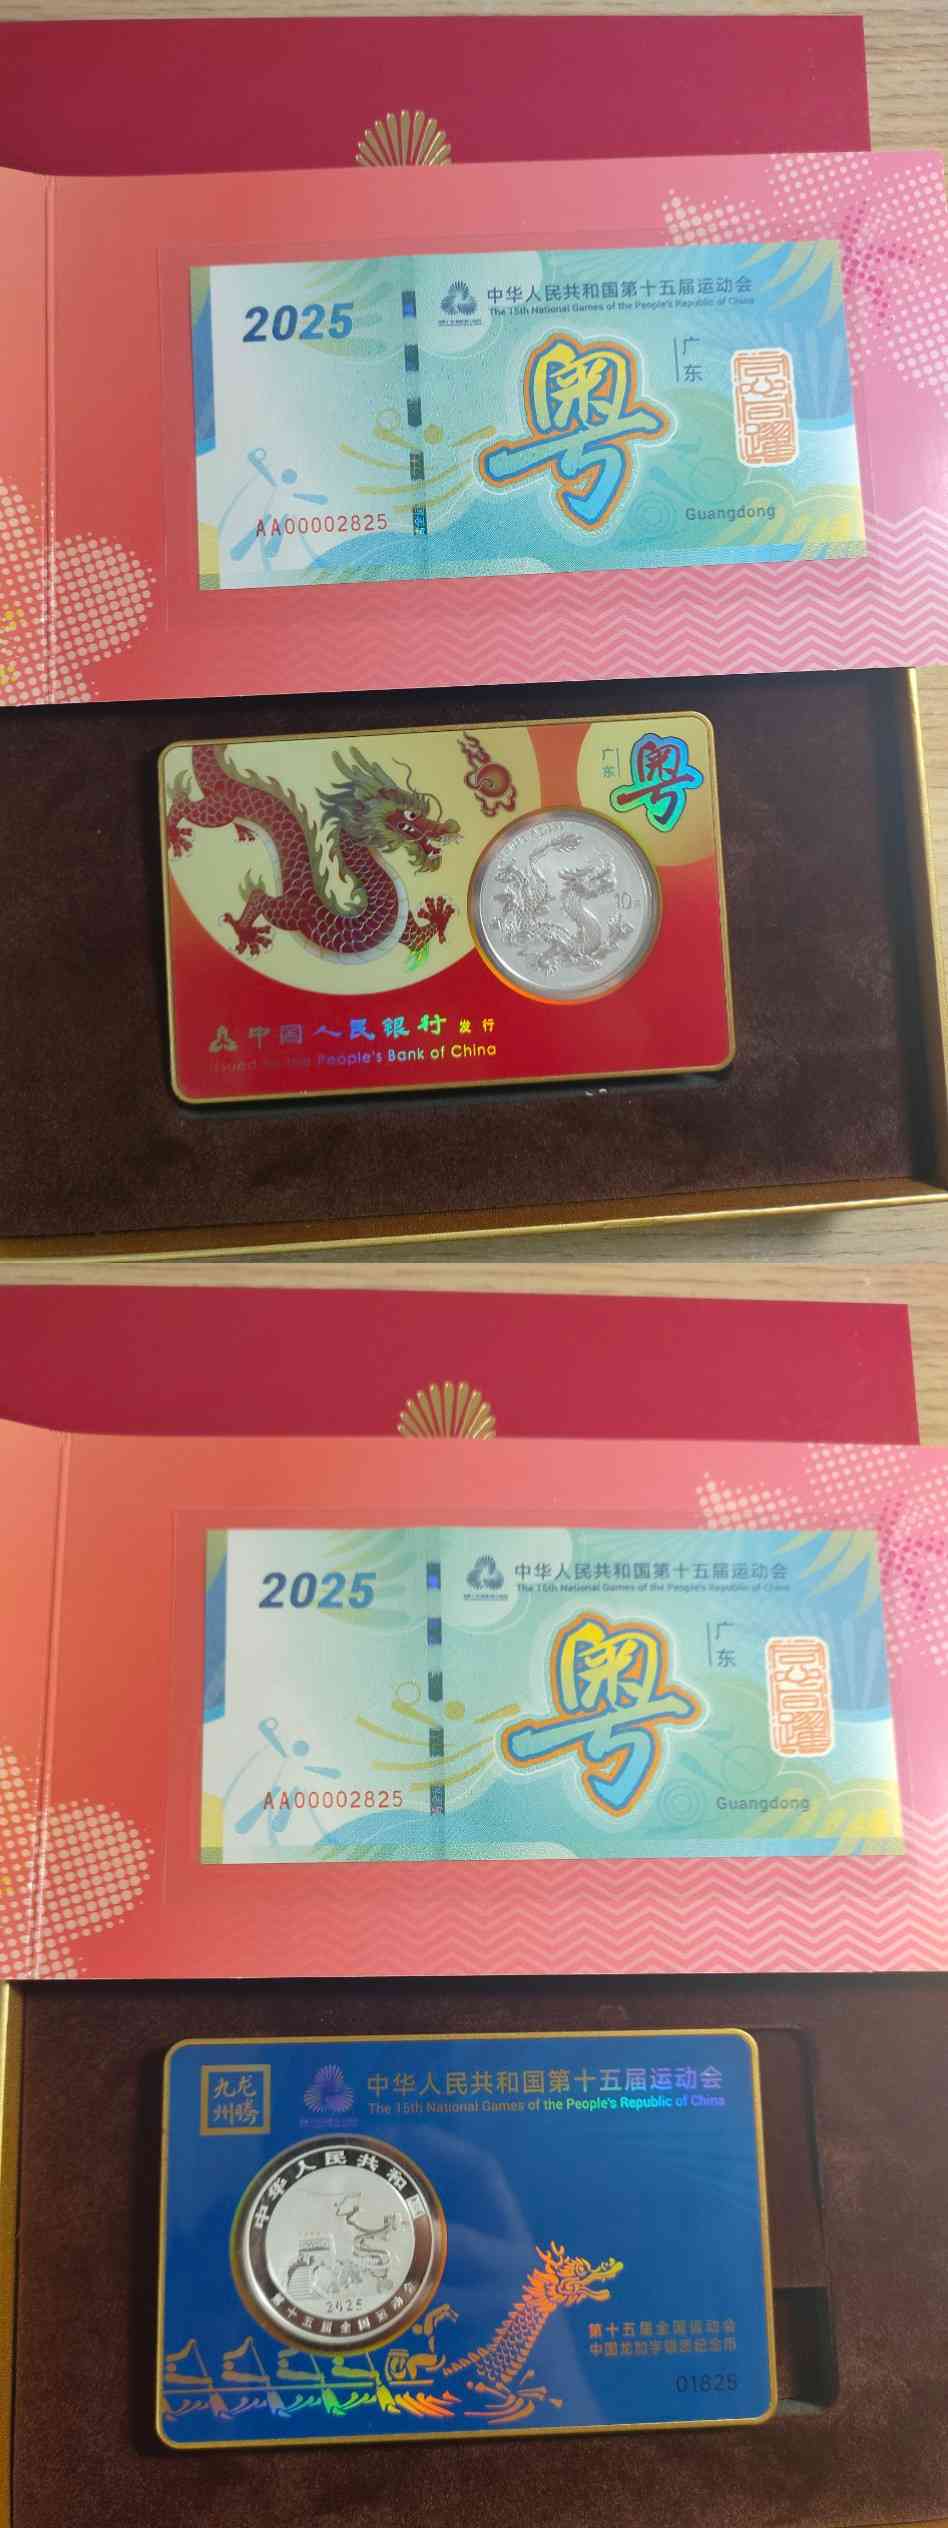 2025
中华人民共和国第十五届运动会
The 15th National Games of the People's Republic of China
粤
广东
AA00002825
Guangdong
广东
粤
10元
中国人民银行发行
Issued by the People's Bank of China
2025
中华人民共和国第十五届运动会
The 15th National Games of the People's Republic of China
粤
广东
AA00002825
Guangdong
九龙
州腾
中华人民共和国第十五届运动会
The 15th National Games of the People's Republic of China
中华人民共和国
2025
第十五届全国运动会
第十五届全国运动会
中国龙加字银质纪念币
01825